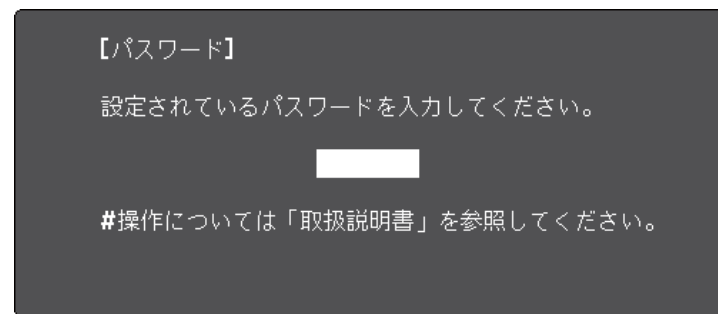 [パスワード]
設定されているパスワードを入力してください。
#操作については「取扱説明書」を参照してください。